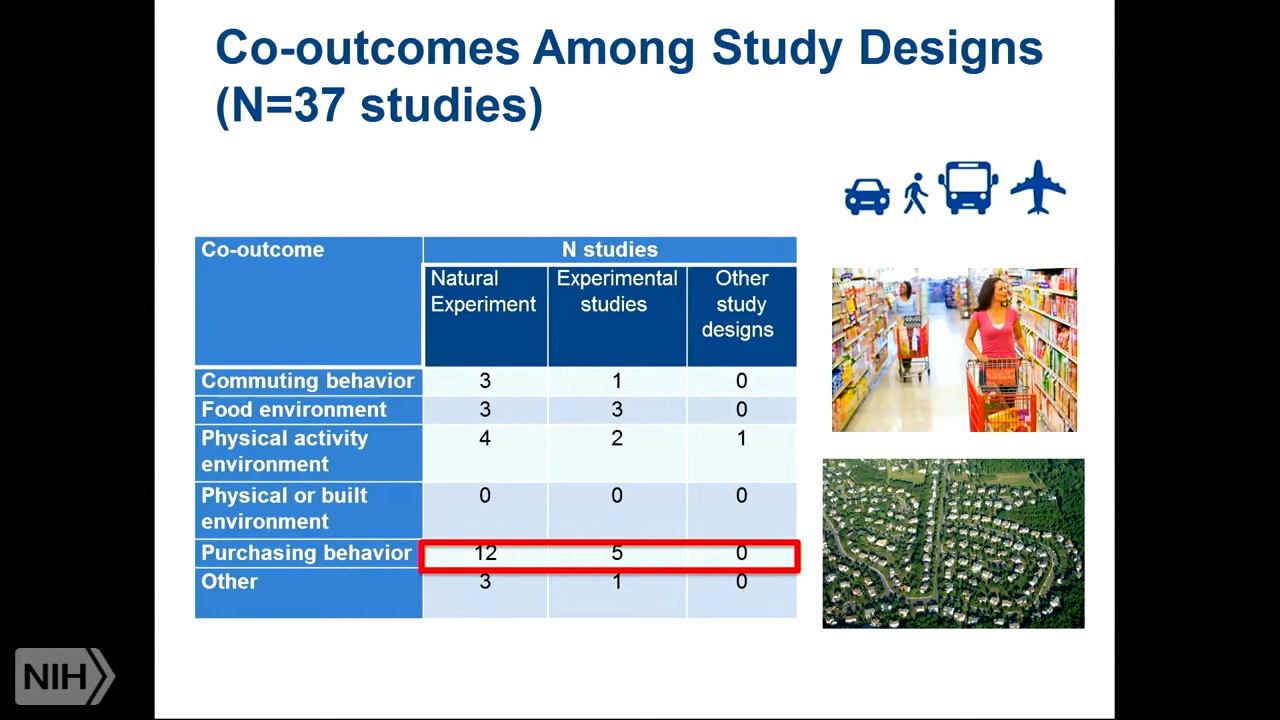 Co-outcomes Among Study Designs
(N=37 studies)
Co-outcome
N studies
Natural Experiment
Experimental studies
Other study designs
Commuting behavior 3 1 0
Food environment 3 3 0
Physical activity environment 4 2 1
Physical or built environment 0 0 0
Purchasing behavior 12 5 0
Other 3 1 0
NIH